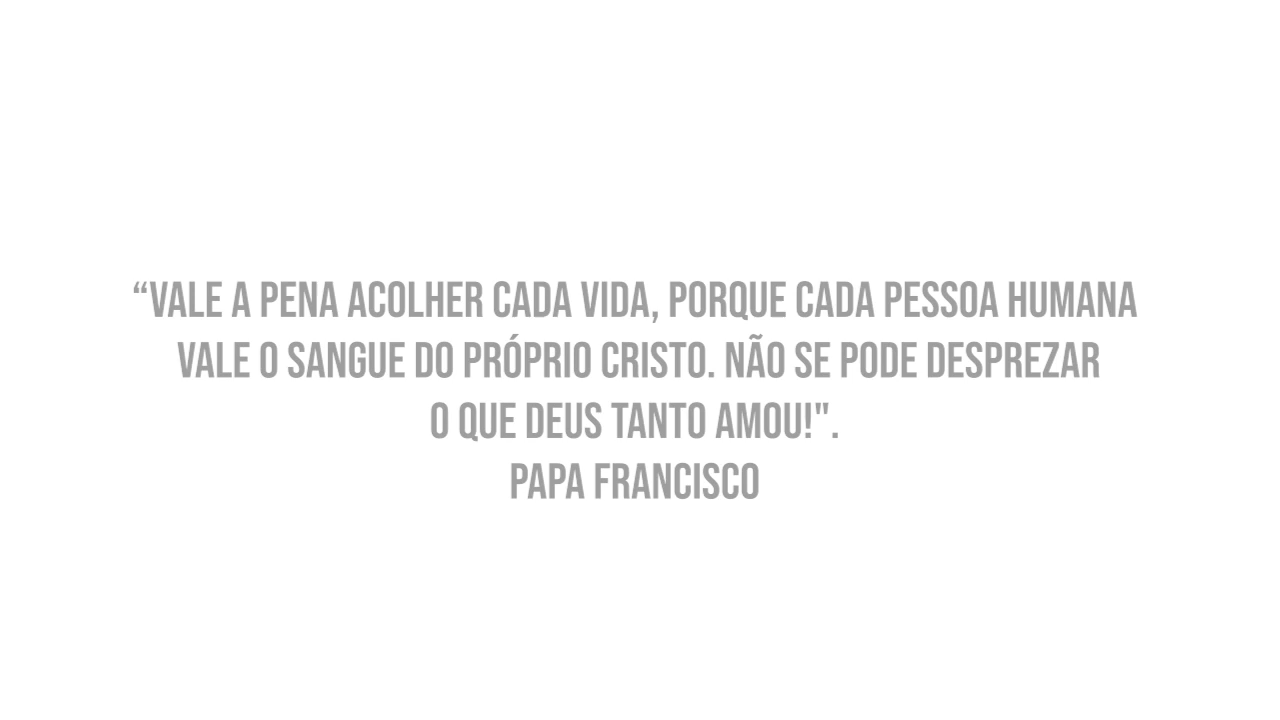 “VALE A PENA ACOLHER CADA VIDA, PORQUE CADA PESSOA HUMANA
VALE O SANGUE DO PRÓPRIO CRISTO. NÃO SE PODE DESPREZAR
O QUE DEUS TANTO AMOU!".
PAPA FRANCISCO